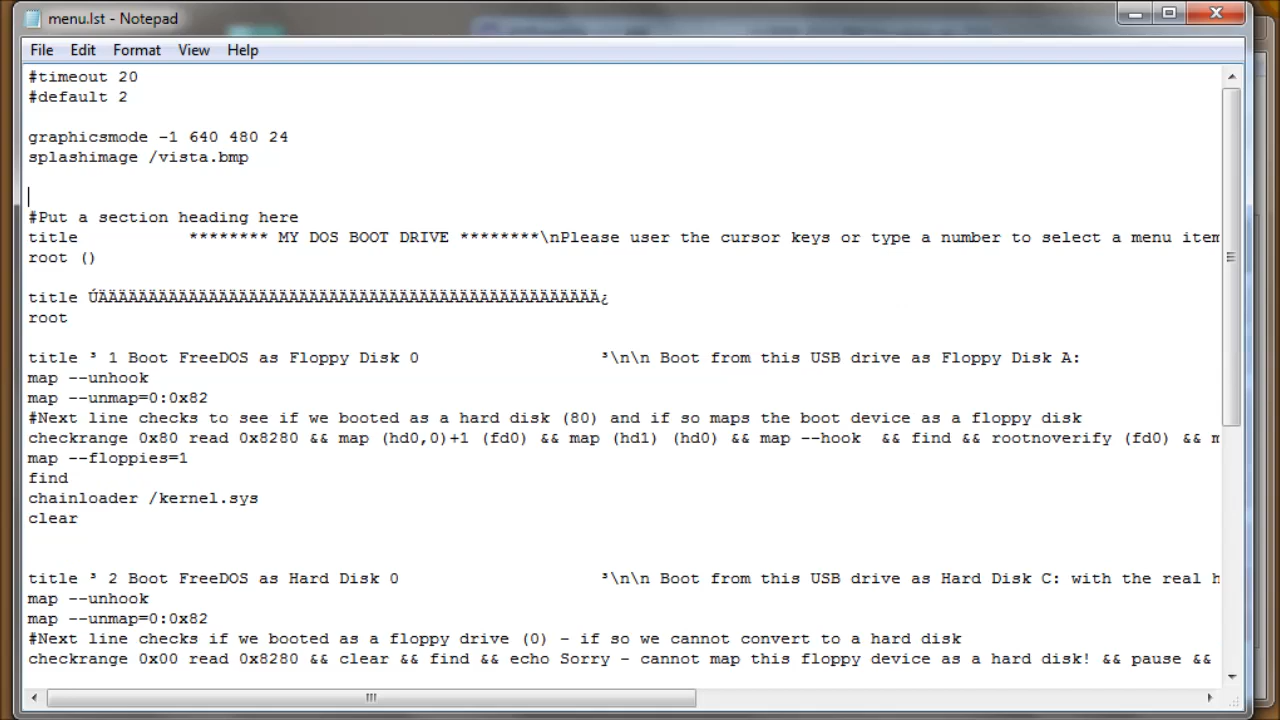 menu.lst - Notepad
File Edit Format View Help
#timeout 20
#default 2
graphicsmode -1 640 480 24
splashimage /vista.bmp
#Put a section heading here
title           ******** MY DOS BOOT DRIVE ********\nPlease user the cursor keys or type a number to select a menu item
root ()
title ÚÄÄÄÄÄÄÄÄÄÄÄÄÄÄÄÄÄÄÄÄÄÄÄÄÄÄÄÄÄÄÄÄÄÄÄÄÄÄÄÄÄÄÄÄÄÄÄÄÄÄ¿
root
title ³ 1 Boot FreeDOS as Floppy Disk 0                  ³\n\n Boot from this USB drive as Floppy Disk A:
map --unhook
map --unmap=0:0x82
#Next line checks to see if we booted as a hard disk (80) and if so maps the boot device as a floppy disk
checkrange 0x80 read 0x8280 && map (hd0,0)+1 (fd0) && map (hd1) (hd0) && map --hook  && find && rootnoverify (fd0) && m
map --floppies=1
find
chainloader /kernel.sys
clear
title ³ 2 Boot FreeDOS as Hard Disk 0                    ³\n\n Boot from this USB drive as Hard Disk C: with the real h
map --unhook
map --unmap=0:0x82
#Next line checks if we booted as a floppy drive (0) - if so we cannot convert to a hard disk
checkrange 0x00 read 0x8280 && clear && find && echo Sorry - cannot map this floppy device as a hard disk! && pause &&